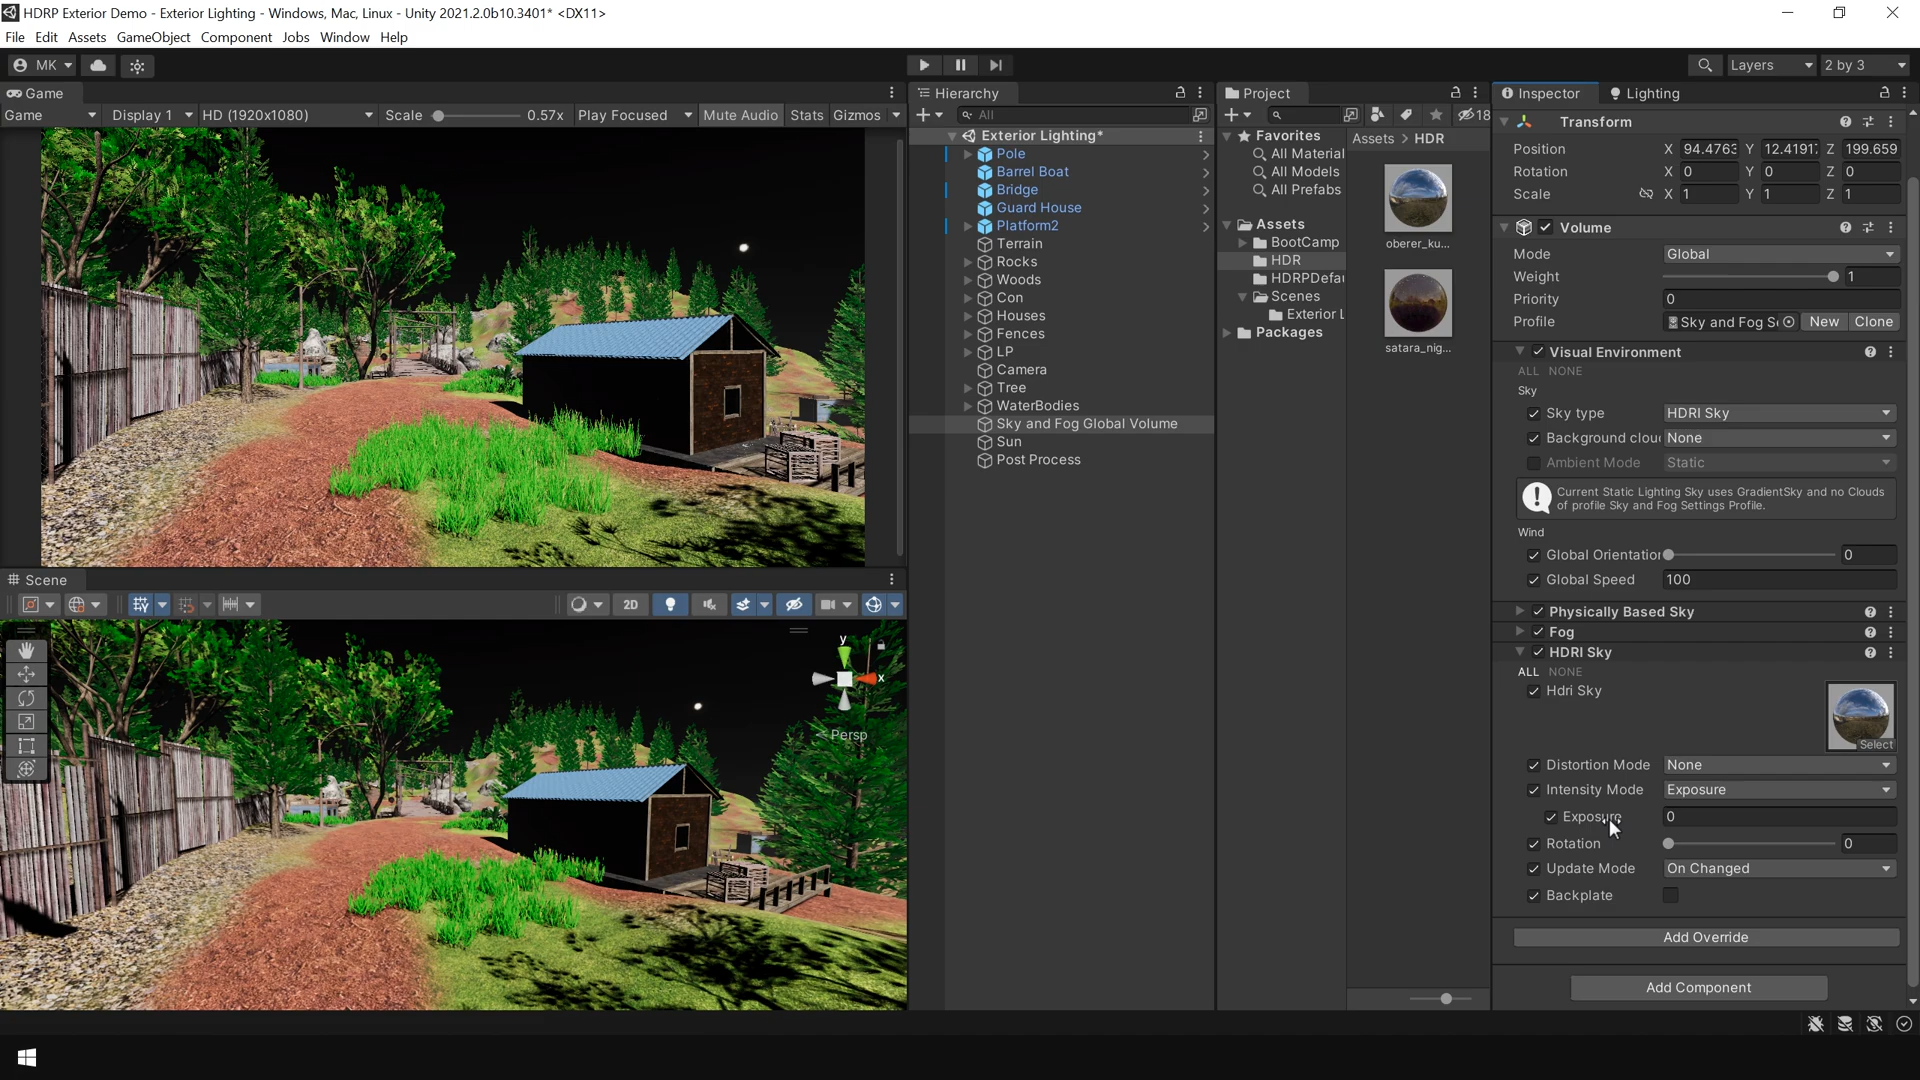 HDRP Exterior Demo - Exterior Lighting - Windows, Mac, Linux - Unity 2021.2.0b10.3401* <DX11>
File Edit Assets GameObject Component Jobs Window Help
MK
Layers
2 by 3
Game
Game
Display 1
HD (1920x1080)
Scale
0.57x
Play Focused
Mute Audio
Stats
Gizmos
Scene
2D
y
x
Persp
Hierarchy
All
Exterior Lighting*
Pole
Barrel Boat
Bridge
Guard House
Platform2
Terrain
Rocks
Woods
Con
Houses
Fences
LP
Camera
Tree
WaterBodies
Sky and Fog Global Volume
Sun
Post Process
Project
18
Favorites
All Material
All Models
All Prefabs
Assets
BootCamp
HDR
HDRPDefa
Scenes
Exterior L
Packages
Assets > HDR
oberer_ku...
satara_nig...
Inspector
Lighting
Transform
Position X 94.4763 Y 12.4191 Z 199.659
Rotation X 0 Y 0 Z 0
Scale X 1 Y 1 Z 1
Volume
Mode Global
Weight 1
Priority 0
Profile Sky and Fog S New Clone
Visual Environment
ALL NONE
Sky
Sky type HDRI Sky
Background clou None
Ambient Mode Static
Current Static Lighting Sky uses GradientSky and no Clouds
of profile Sky and Fog Settings Profile.
Wind
Global Orientation 0
Global Speed 100
Physically Based Sky
Fog
HDRI Sky
ALL NONE
Hdri Sky
Select
Distortion Mode None
Intensity Mode Exposure
Exposure 0
Rotation 0
Update Mode On Changed
Backplate
Add Override
Add Component